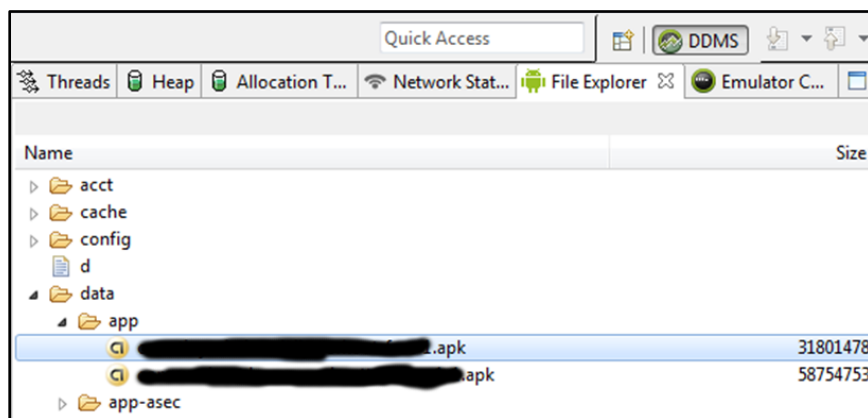 Quick Access
DDMS
Threads Heap Allocation T... Network Stat... File Explorer Emulator C...
Name Size
acct
cache
config
d
data
app
.apk 31801478
apk 58754753
app-asec